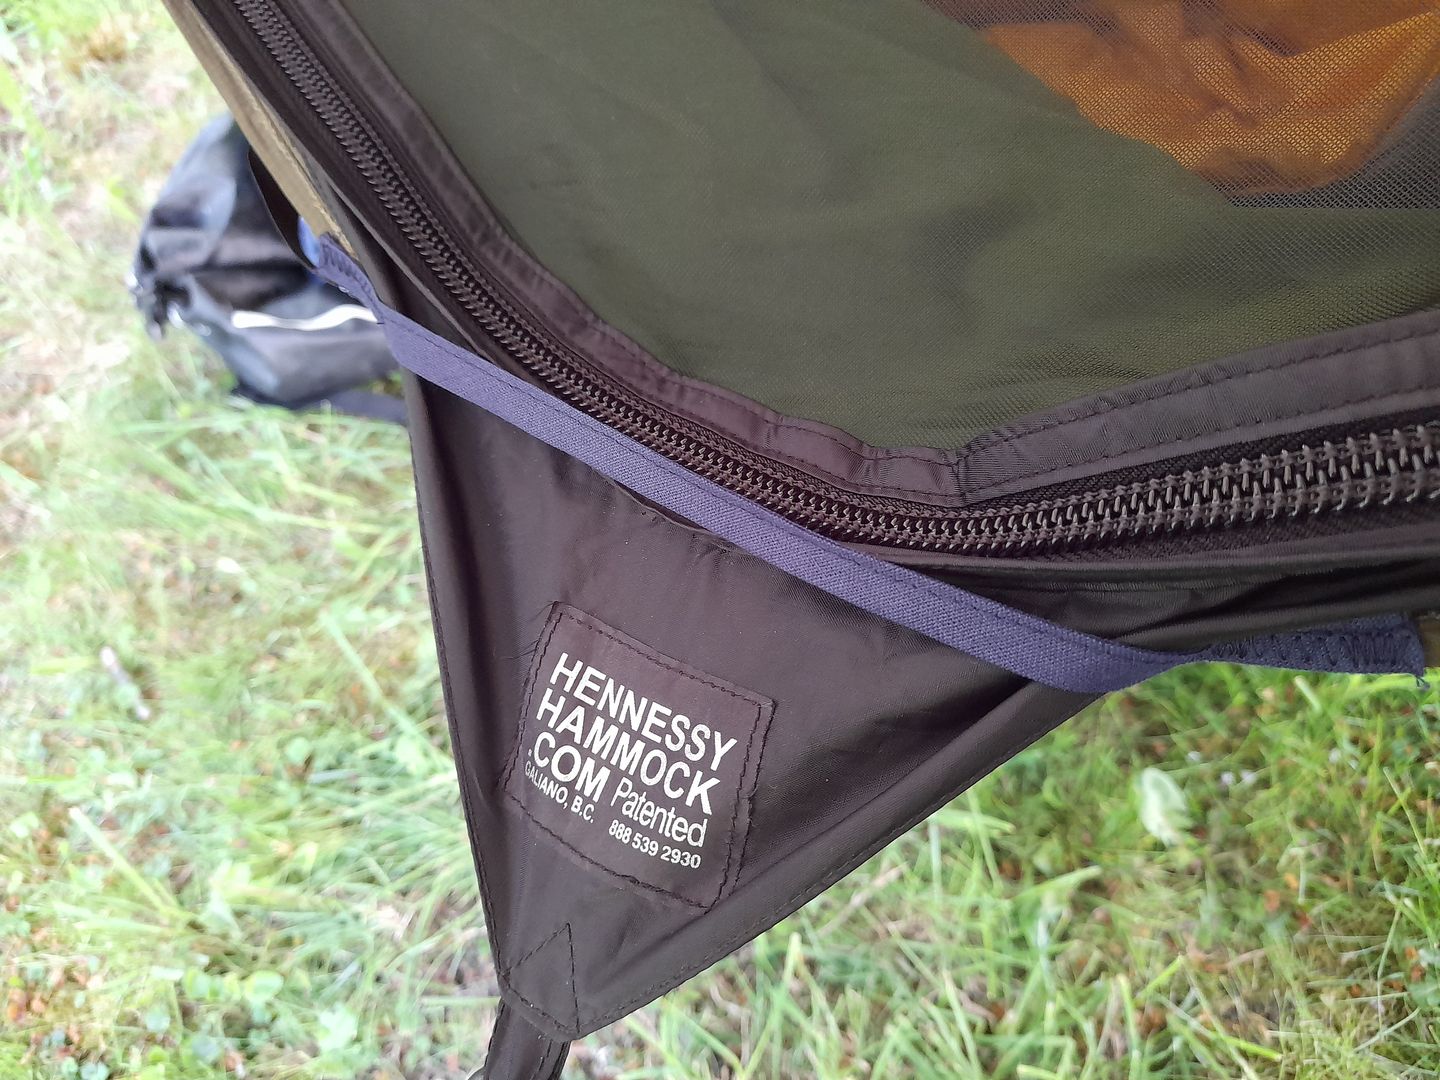 HENNESSY
HAMMOCK
.COM Patented
GALIANO, B.C. 888 539 2930